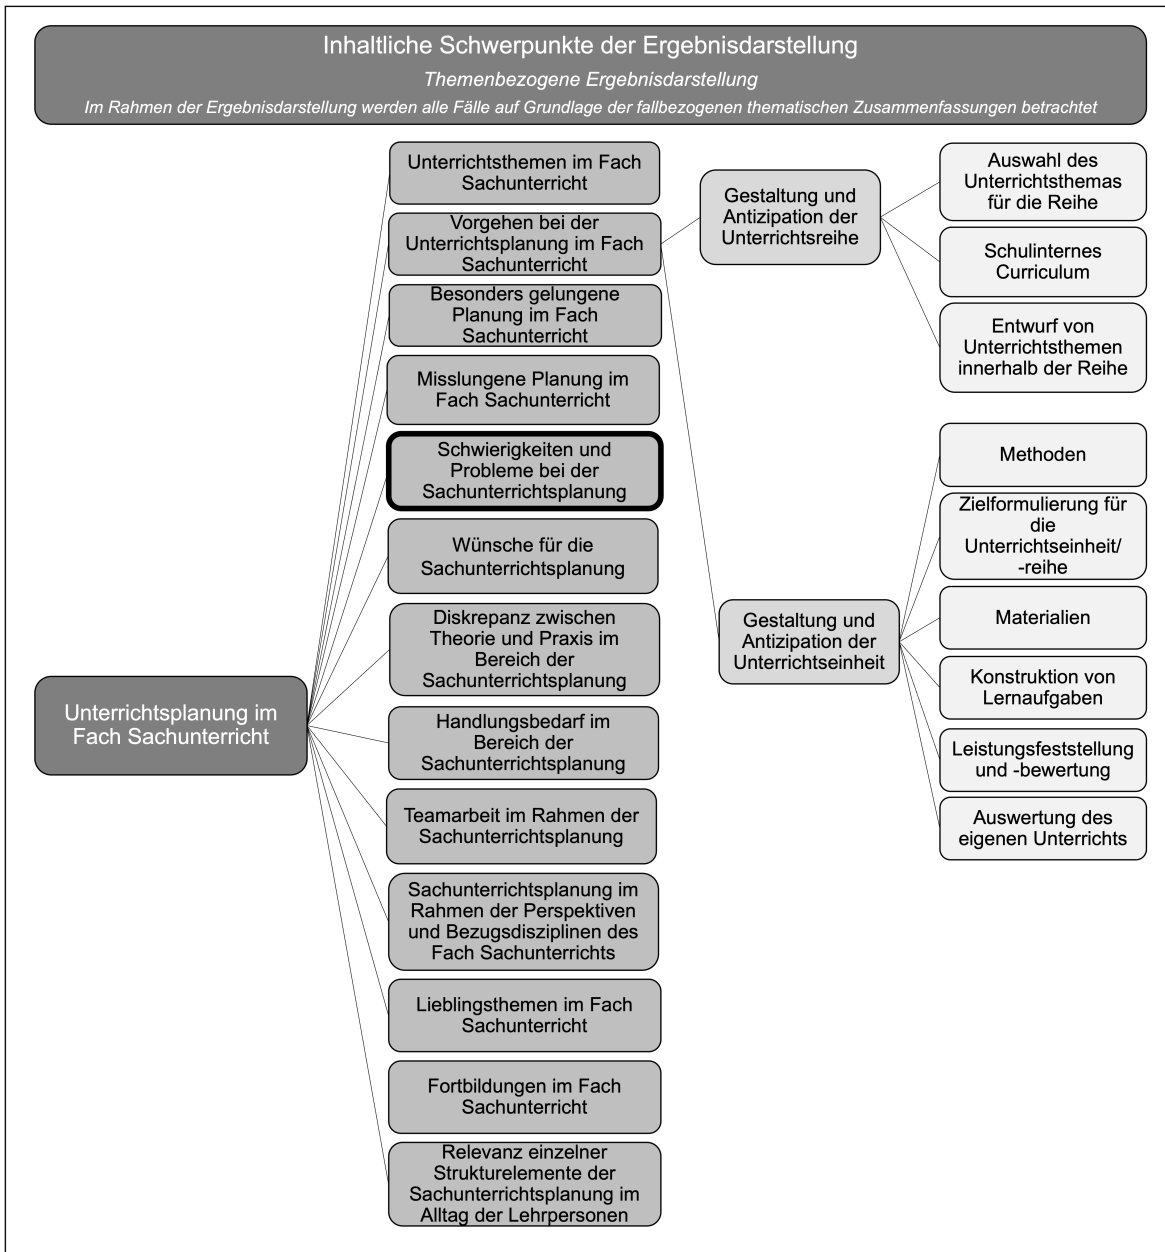 Inhaltliche Schwerpunkte der Ergebnisdarstellung
Themenbezogene Ergebnisdarstellung
Im Rahmen der Ergebnisdarstellung werden alle Fälle auf Grundlage der fallbezogenen thematischen Zusammenfassungen betrachtet
Unterrichtsplanung im
Fach Sachunterricht
Unterrichtsthemen im Fach
Sachunterricht
Vorgehen bei der
Unterrichtsplanung im Fach
Sachunterricht
Besonders gelungene
Planung im Fach
Sachunterricht
Misslungene Planung im
Fach Sachunterricht
Schwierigkeiten und
Probleme bei der
Sachunterrichtsplanung
Wünsche für die
Sachunterrichtsplanung
Diskrepanz zwischen
Theorie und Praxis im
Bereich der
Sachunterrichtsplanung
Handlungsbedarf im
Bereich der
Sachunterrichtsplanung
Teamarbeit im Rahmen der
Sachunterrichtsplanung
Sachunterrichtsplanung im
Rahmen der Perspektiven
und Bezugsdisziplinen des
Fach Sachunterrichts
Lieblingsthemen im Fach
Sachunterricht
Fortbildungen im Fach
Sachunterricht
Relevanz einzelner
Strukturelemente der
Sachunterrichtsplanung im
Alltag der Lehrpersonen
Gestaltung und
Antizipation der
Unterrichtsreihe
Auswahl des
Unterrichtsthemas
für die Reihe
Schulinternes
Curriculum
Entwurf von
Unterrichtsthemen
innerhalb der Reihe
Gestaltung und
Antizipation der
Unterrichtseinheit
Methoden
Zielformulierung für
die
Unterrichtseinheit/
-reihe
Materialien
Konstruktion von
Lernaufgaben
Leistungsfeststellung
und -bewertung
Auswertung des
eigenen Unterrichts